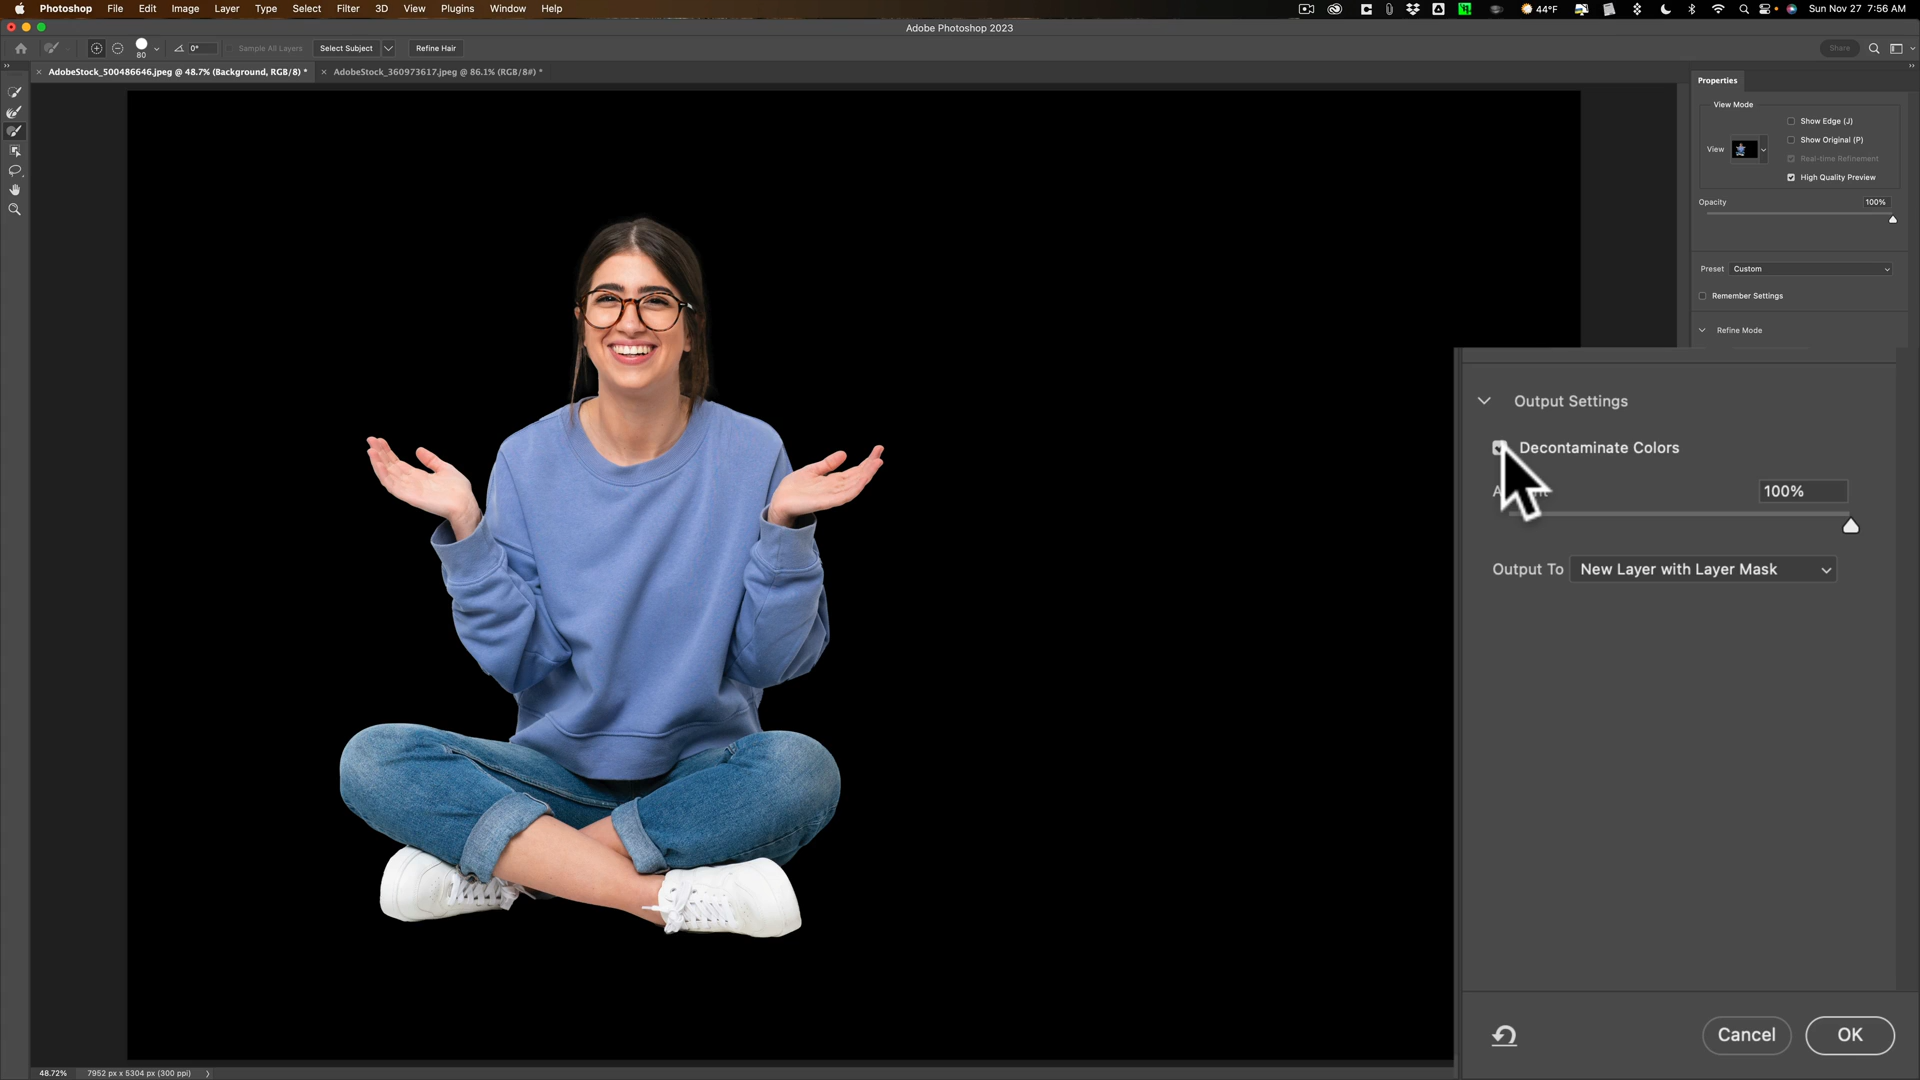 Photoshop File Edit Image Layer Type Select Filter 3D View Plugins Window Help 44°F Sun Nov 27 7:56 AM
Adobe Photoshop 2023
80 0° Sample All Layers Select Subject Refine Hair Share
× AdobeStock_500486646.jpeg @ 48.7% (Background, RGB/8) * × AdobeStock_360973617.jpeg @ 86.1% (RGB/8#) *
Properties
View Mode
Show Edge (J)
Show Original (P)
View
Real-time Refinement
High Quality Preview
Opacity 100%
Preset Custom
Remember Settings
Refine Mode
Output Settings
Decontaminate Colors
100%
Output To New Layer with Layer Mask
Cancel OK
48.72% 7952 px x 5304 px (300 ppi)